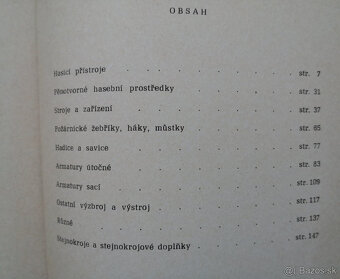 OBSAH
Hasicí přístroje str. 7
Pěnotvorné hasební prostředky str. 31
Stroje a zařízení str. 37
Požárnické žebříky, háky, můstky str. 65
Hadice a savice str. 77
Armatury útočné str. 83
Armatury sací str. 109
Ostatní výzbroj a výstroj str. 117
Různé str. 137
Stejnokroje a stejnokrojové doplňky str. 147
Bazos.sk